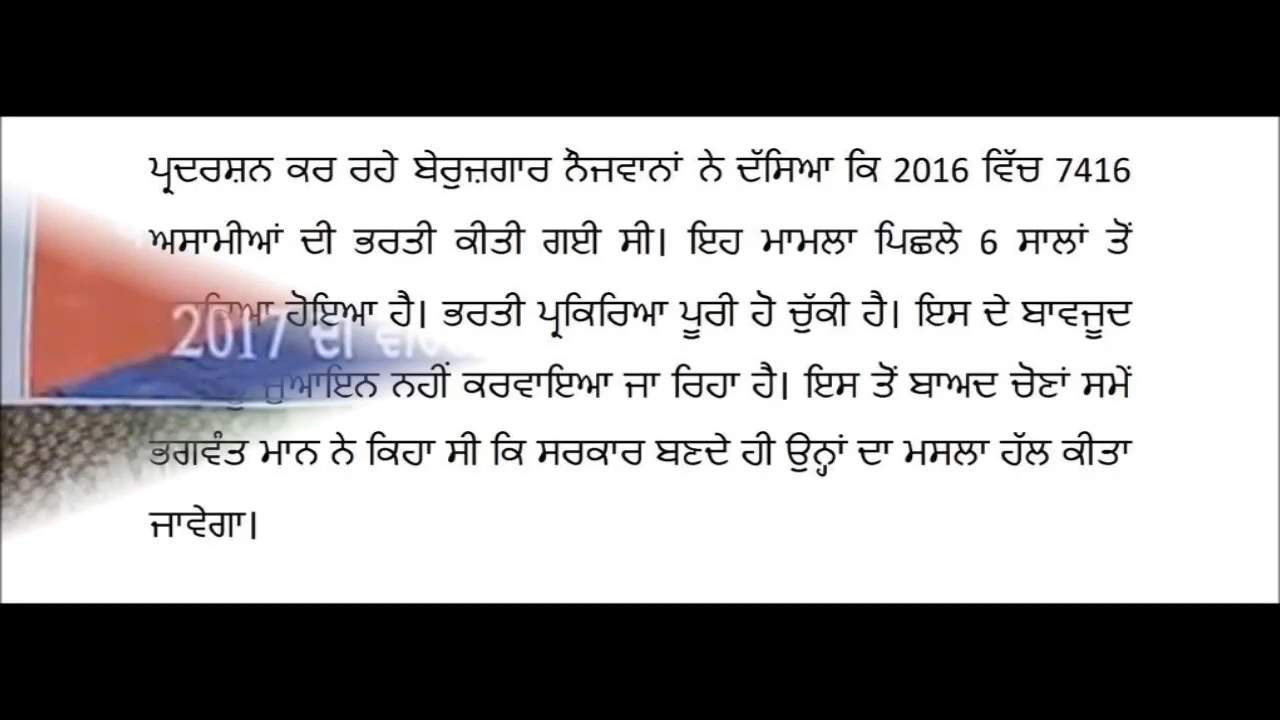 ਪ੍ਰਦਰਸ਼ਨ ਕਰ ਰਹੇ ਬੇਰੁਜ਼ਗਾਰ ਨੌਜਵਾਨਾਂ ਨੇ ਦੱਸਿਆ ਕਿ 2016 ਵਿੱਚ 7416
ਅਸਾਮੀਆਂ ਦੀ ਭਰਤੀ ਕੀਤੀ ਗਈ ਸੀ। ਇਹ ਮਾਮਲਾ ਪਿਛਲੇ 6 ਸਾਲਾਂ ਤੋਂ
ਹੋਇਆ ਹੈ। ਭਰਤੀ ਪ੍ਰਕਿਰਿਆ ਪੂਰੀ ਹੋ ਚੁੱਕੀ ਹੈ। ਇਸ ਦੇ ਬਾਵਜੂਦ
2017 ਦੀ
ਜੁਆਇਨ ਨਹੀਂ ਕਰਵਾਇਆ ਜਾ ਰਿਹਾ ਹੈ। ਇਸ ਤੋਂ ਬਾਅਦ ਚੋਣਾਂ ਸਮੇਂ
ਭਗਵੰਤ ਮਾਨ ਨੇ ਕਿਹਾ ਸੀ ਕਿ ਸਰਕਾਰ ਬਣਦੇ ਹੀ ਉਨ੍ਹਾਂ ਦਾ ਮਸਲਾ ਹੱਲ ਕੀਤਾ
ਜਾਵੇਗਾ।